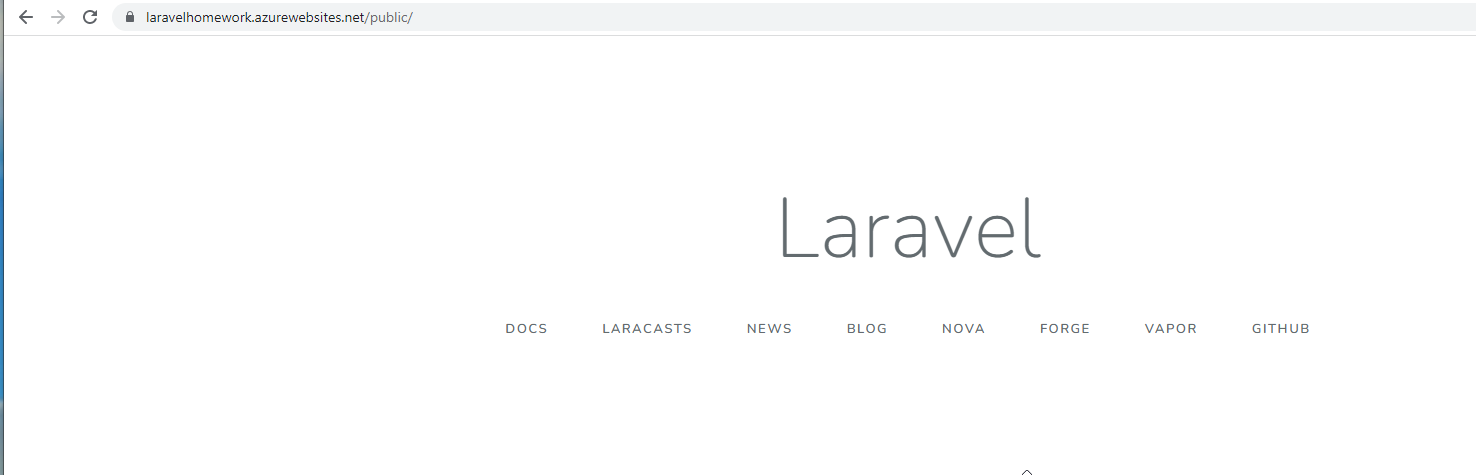 laravelhomework.azurewebsites.net/public/
Laravel
DOCS LARACASTS NEWS BLOG NOVA FORGE VAPOR GITHUB